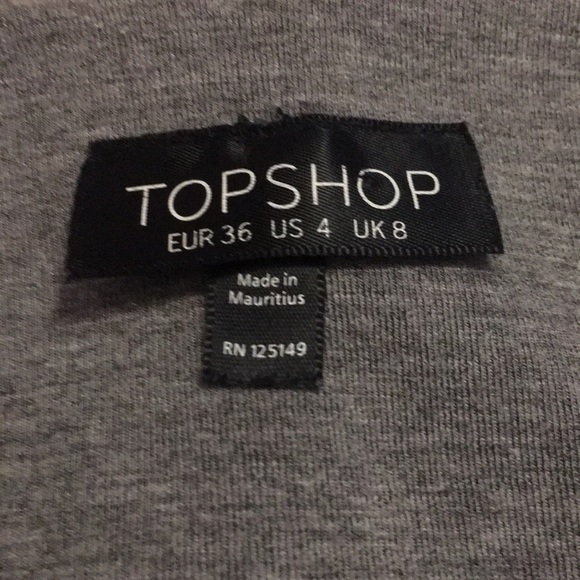 TOPSHOP
EUR 36 US 4 UK 8
Made in
Mauritius
RN 125149